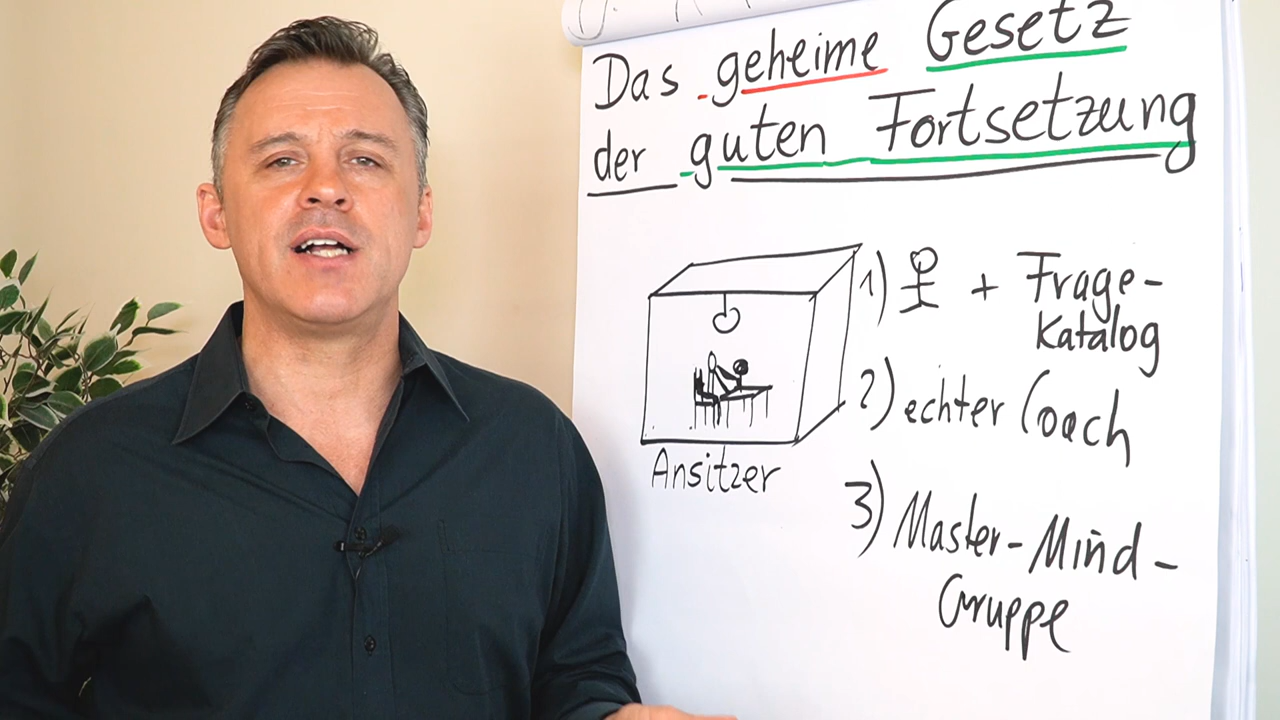 Das geheime Gesetz
der guten Fortsetzung
1) + Frage-
Katalog
2) echter Coach
Ansitzer
3) Master-Mind-
Gruppe